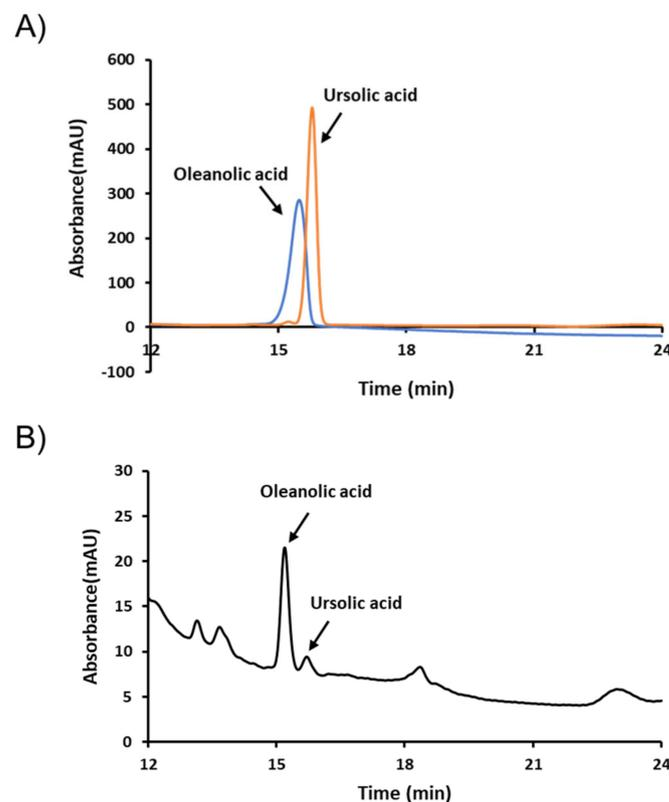 A)
600
500
400
300
200
100
0
-100
Absorbance(mAU)
Oleanolic acid
Ursolic acid
12
15
18
21
24
Time (min)
B)
30
25
20
15
10
5
0
Absorbance(mAU)
Oleanolic acid
Ursolic acid
12
15
18
21
24
Time (min)